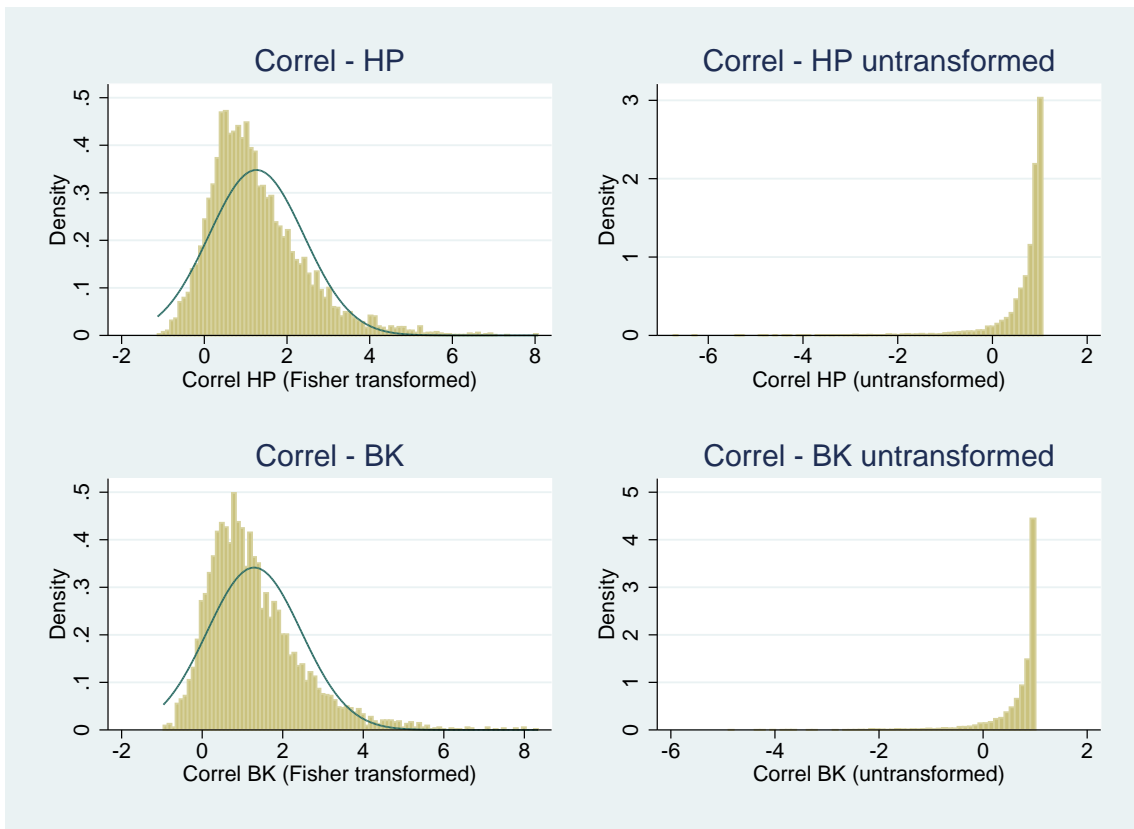 Correl - HP
Density
.5
.4
.3
.2
.1
0
-2 0 2 4 6 8
Correl HP (Fisher transformed)
Correl - HP untransformed
Density
3
2
1
0
-6 -4 -2 0 2
Correl HP (untransformed)
Correl - BK
Density
.5
.4
.3
.2
.1
0
-2 0 2 4 6 8
Correl BK (Fisher transformed)
Correl - BK untransformed
Density
5
4
3
2
1
0
-6 -4 -2 0 2
Correl BK (untransformed)